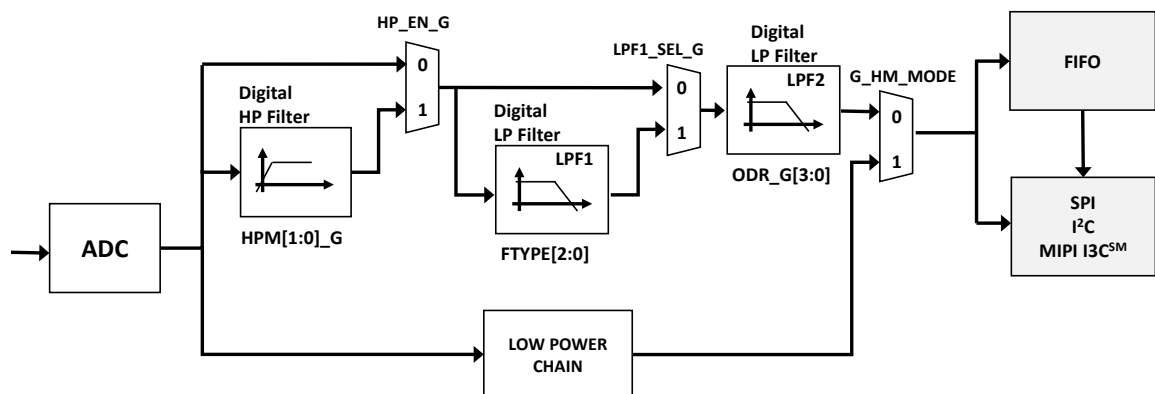 HP_EN_G
0
1
Digital
HP Filter
HPM[1:0]_G
ADC
Digital
LP Filter
LPF1
FTYPE[2:0]
LPF1_SEL_G
0
1
Digital
LP Filter
LPF2
ODR_G[3:0]
G_HM_MODE
0
1
LOW POWER
CHAIN
FIFO
SPI
I²C
MIPI I3Cˢᴹ